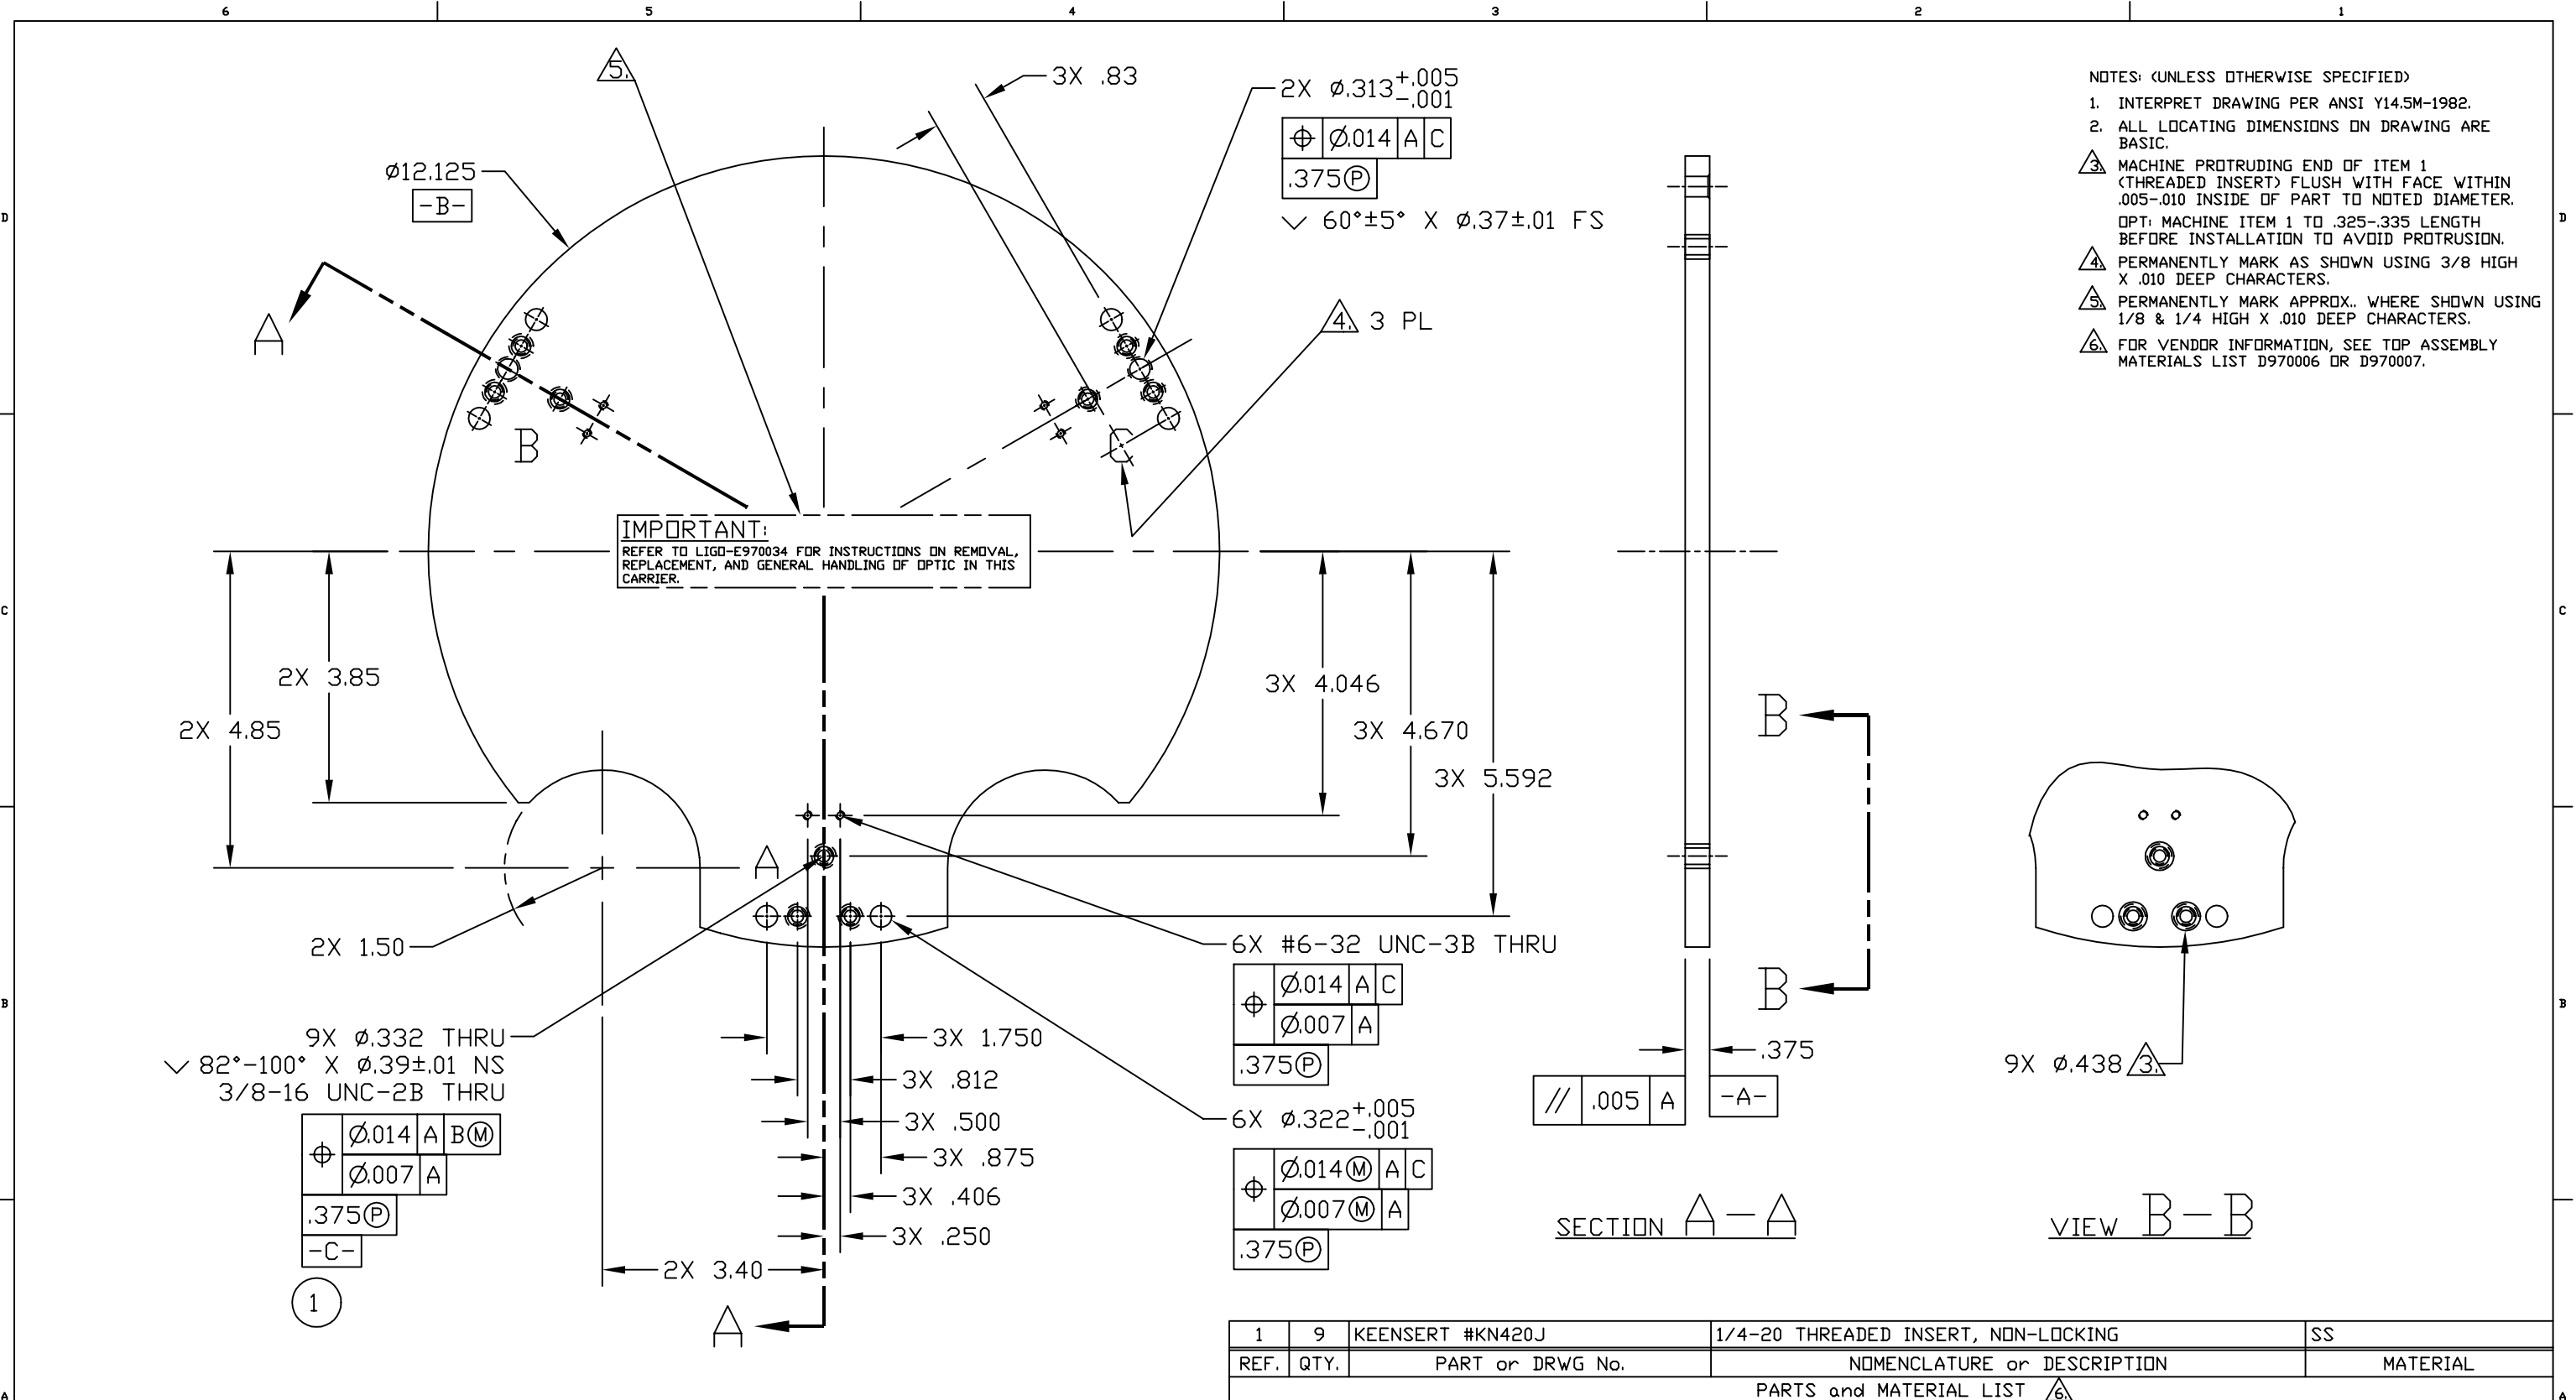 6 5 4 3 2 1
5.
3X .83
2X ø.313 +.005 -.001
⌖ Ø.014 A C
.375Ⓟ
⌵ 60°±5° X ø.37±.01 FS
ø12.125
-B-
A
4. 3 PL
B
C
IMPORTANT:
REFER TO LIGO-E970034 FOR INSTRUCTIONS ON REMOVAL,
REPLACEMENT, AND GENERAL HANDLING OF OPTIC IN THIS
CARRIER.
NOTES: (UNLESS OTHERWISE SPECIFIED)
1. INTERPRET DRAWING PER ANSI Y14.5M-1982.
2. ALL LOCATING DIMENSIONS ON DRAWING ARE
BASIC.
3. MACHINE PROTRUDING END OF ITEM 1
(THREADED INSERT) FLUSH WITH FACE WITHIN
.005-.010 INSIDE OF PART TO NOTED DIAMETER.
OPT: MACHINE ITEM 1 TO .325-.335 LENGTH
BEFORE INSTALLATION TO AVOID PROTRUSION.
4. PERMANENTLY MARK AS SHOWN USING 3/8 HIGH
X .010 DEEP CHARACTERS.
5. PERMANENTLY MARK APPROX.. WHERE SHOWN USING
1/8 & 1/4 HIGH X .010 DEEP CHARACTERS.
6. FOR VENDOR INFORMATION, SEE TOP ASSEMBLY
MATERIALS LIST D970006 OR D970007.
D D
C C
2X 3.85
2X 4.85
3X 4.046
3X 4.670
3X 5.592
A
2X 1.50
B
B
B B
9X ø.332 THRU
⌵ 82°-100° X ø.39±.01 NS
3/8-16 UNC-2B THRU
⌖ Ø.014 A BⓂ
Ø.007 A
.375Ⓟ
-C-
1
3X 1.750
3X .812
3X .500
3X .875
3X .406
3X .250
2X 3.40
A
6X #6-32 UNC-3B THRU
⌖ Ø.014 A C
Ø.007 A
.375Ⓟ
6X ø.322 +.005 -.001
⌖ Ø.014Ⓜ A C
Ø.007Ⓜ A
.375Ⓟ
.375
// .005 A
-A-
9X ø.438 3.
SECTION A-A
VIEW B-B
1 9 KEENSERT #KN420J 1/4-20 THREADED INSERT, NON-LOCKING SS
REF. QTY. PART or DRWG No. NOMENCLATURE or DESCRIPTION MATERIAL
PARTS and MATERIAL LIST 6.
A A